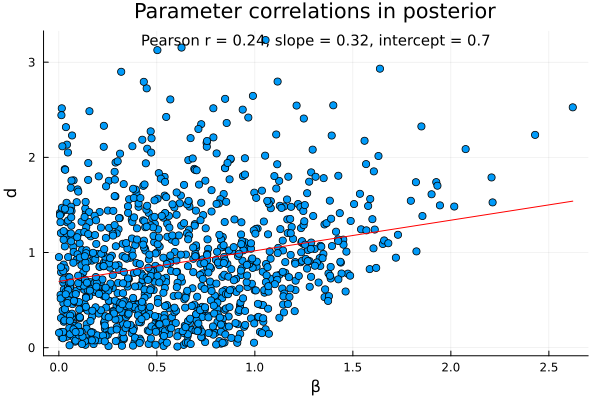 Parameter correlations in posterior
Pearson r = 0.24, slope = 0.32, intercept = 0.7
3
2
d
1
0
0.0 0.5 1.0 1.5 2.0 2.5
β